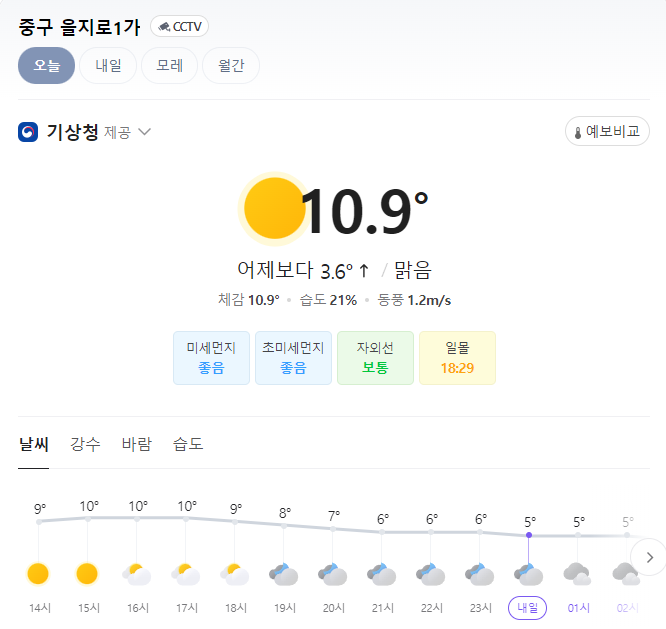 중구 을지로1가 CCTV
오늘 내일 모레 월간
기상청 제공 예보비교
10.9°
어제보다 3.6° ↑ / 맑음
체감 10.9° • 습도 21% • 동풍 1.2m/s
미세먼지 초미세먼지 자외선 일몰
좋음 좋음 보통 18:29
날씨 강수 바람 습도
9° 10° 10° 10° 9° 8° 7° 6° 6° 6° 5° 5° 5°
14시 15시 16시 17시 18시 19시 20시 21시 22시 23시 내일 01시 02시